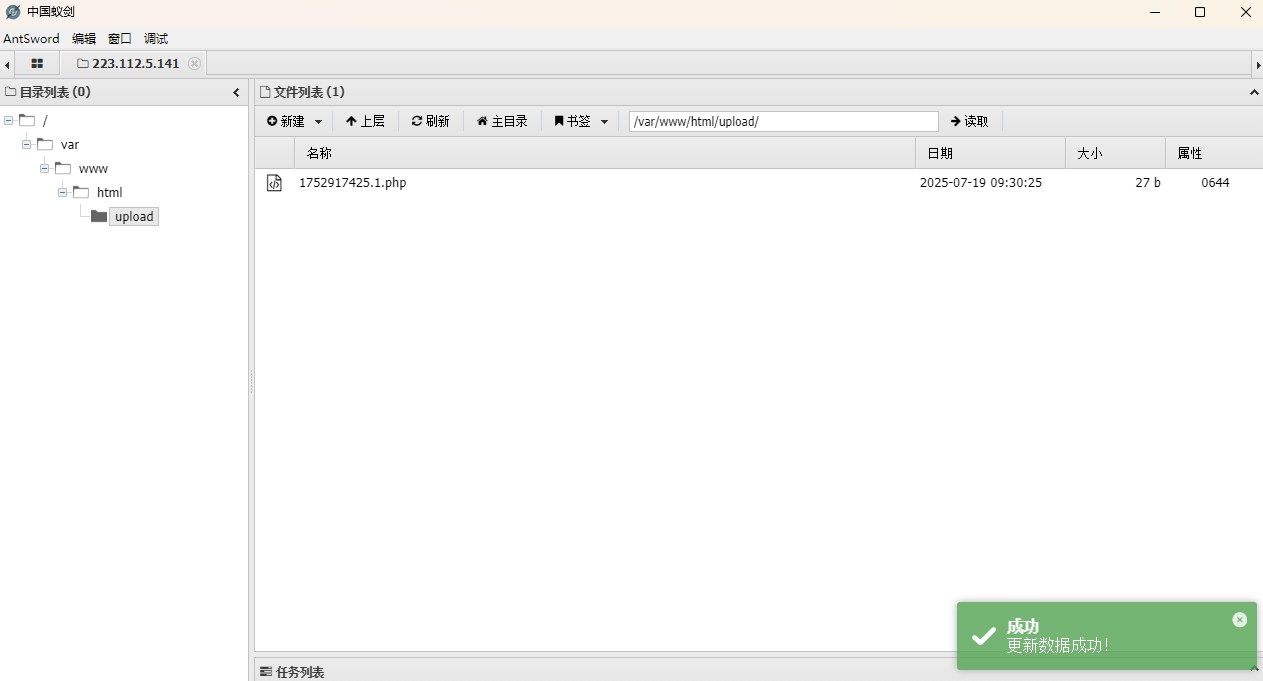 中国蚁剑
AntSword 编辑 窗口 调试
223.112.5.141
目录列表 (0)
/
var
www
html
upload
文件列表 (1)
新建 上层 刷新 主目录 书签 /var/www/html/upload/ 读取
名称 日期 大小 属性
1752917425.1.php 2025-07-19 09:30:25 27 b 0644
成功
更新数据成功!
任务列表